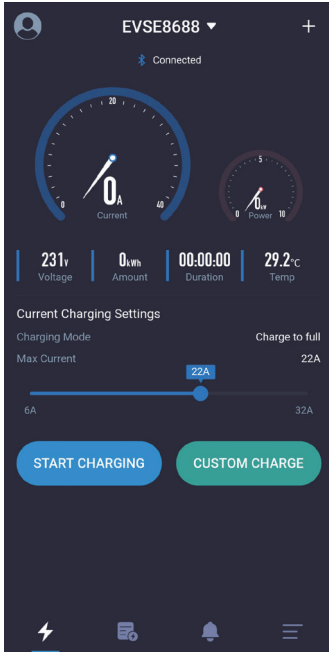 EVSE8688
Connected
20
0 0A 40
Current
5
0 0kW 10
Power
231V 0kWh 00:00:00 29.2°C
Voltage Amount Duration Temp
Current Charging Settings
Charging Mode Charge to full
Max Current 22A
22A
6A 32A
START CHARGING CUSTOM CHARGE